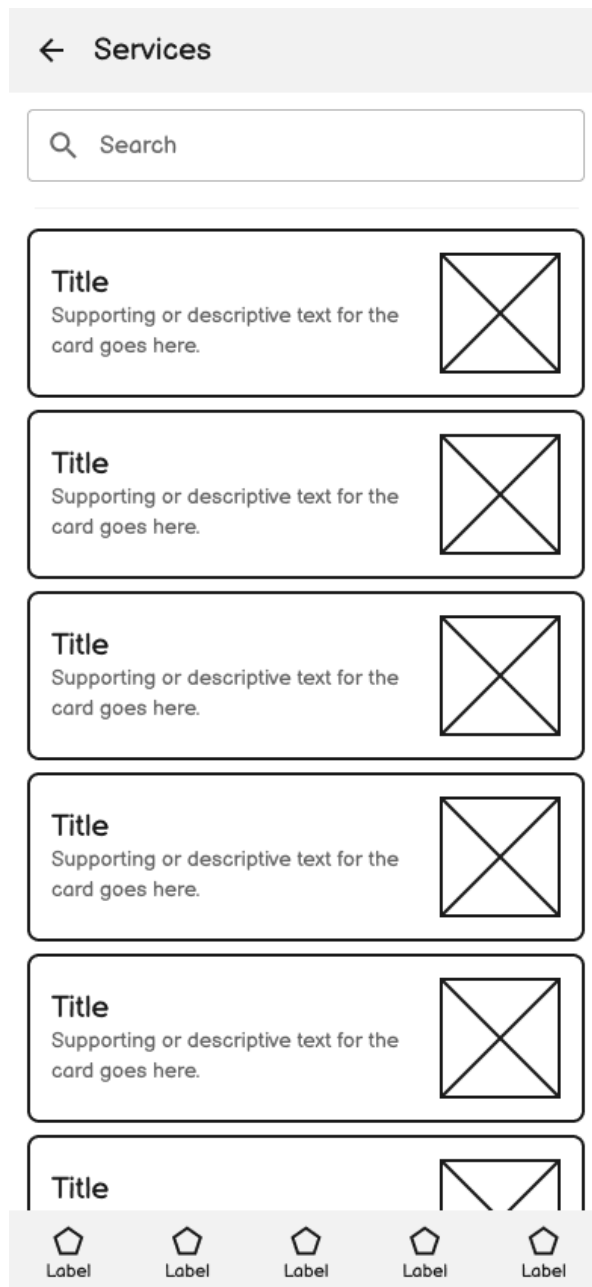 Services
Search
Title
Supporting or descriptive text for the
card goes here.
Title
Supporting or descriptive text for the
card goes here.
Title
Supporting or descriptive text for the
card goes here.
Title
Supporting or descriptive text for the
card goes here.
Title
Supporting or descriptive text for the
card goes here.
Title
Label Label Label Label Label